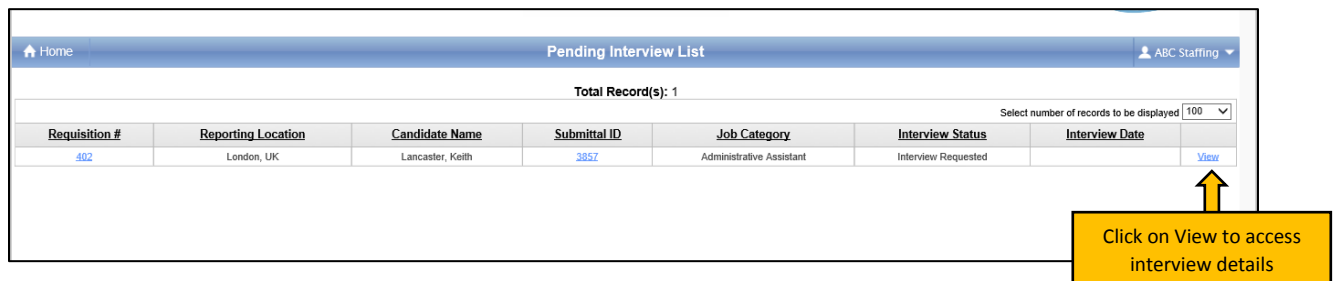 Home Pending Interview List ABC Staffing
Total Record(s): 1
Select number of records to be displayed 100
Requisition # Reporting Location Candidate Name Submittal ID Job Category Interview Status Interview Date
402 London, UK Lancaster, Keith 3857 Administrative Assistant Interview Requested View
Click on View to access
interview details